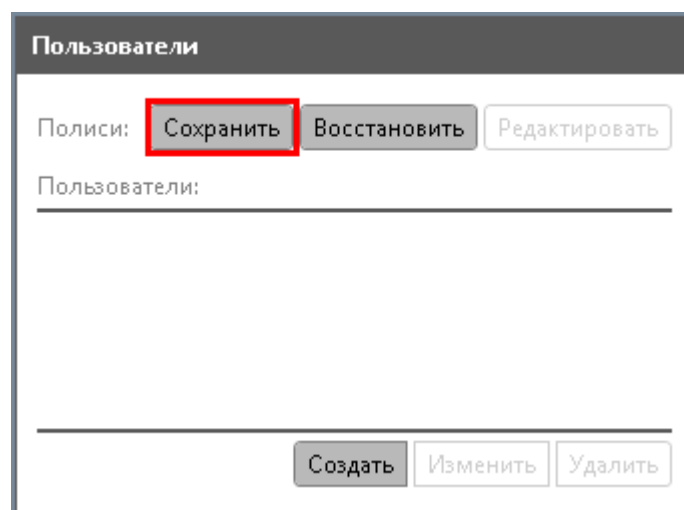 Пользователи
Полиси: Сохранить Восстановить Редактировать
Пользователи:
Создать Изменить Удалить